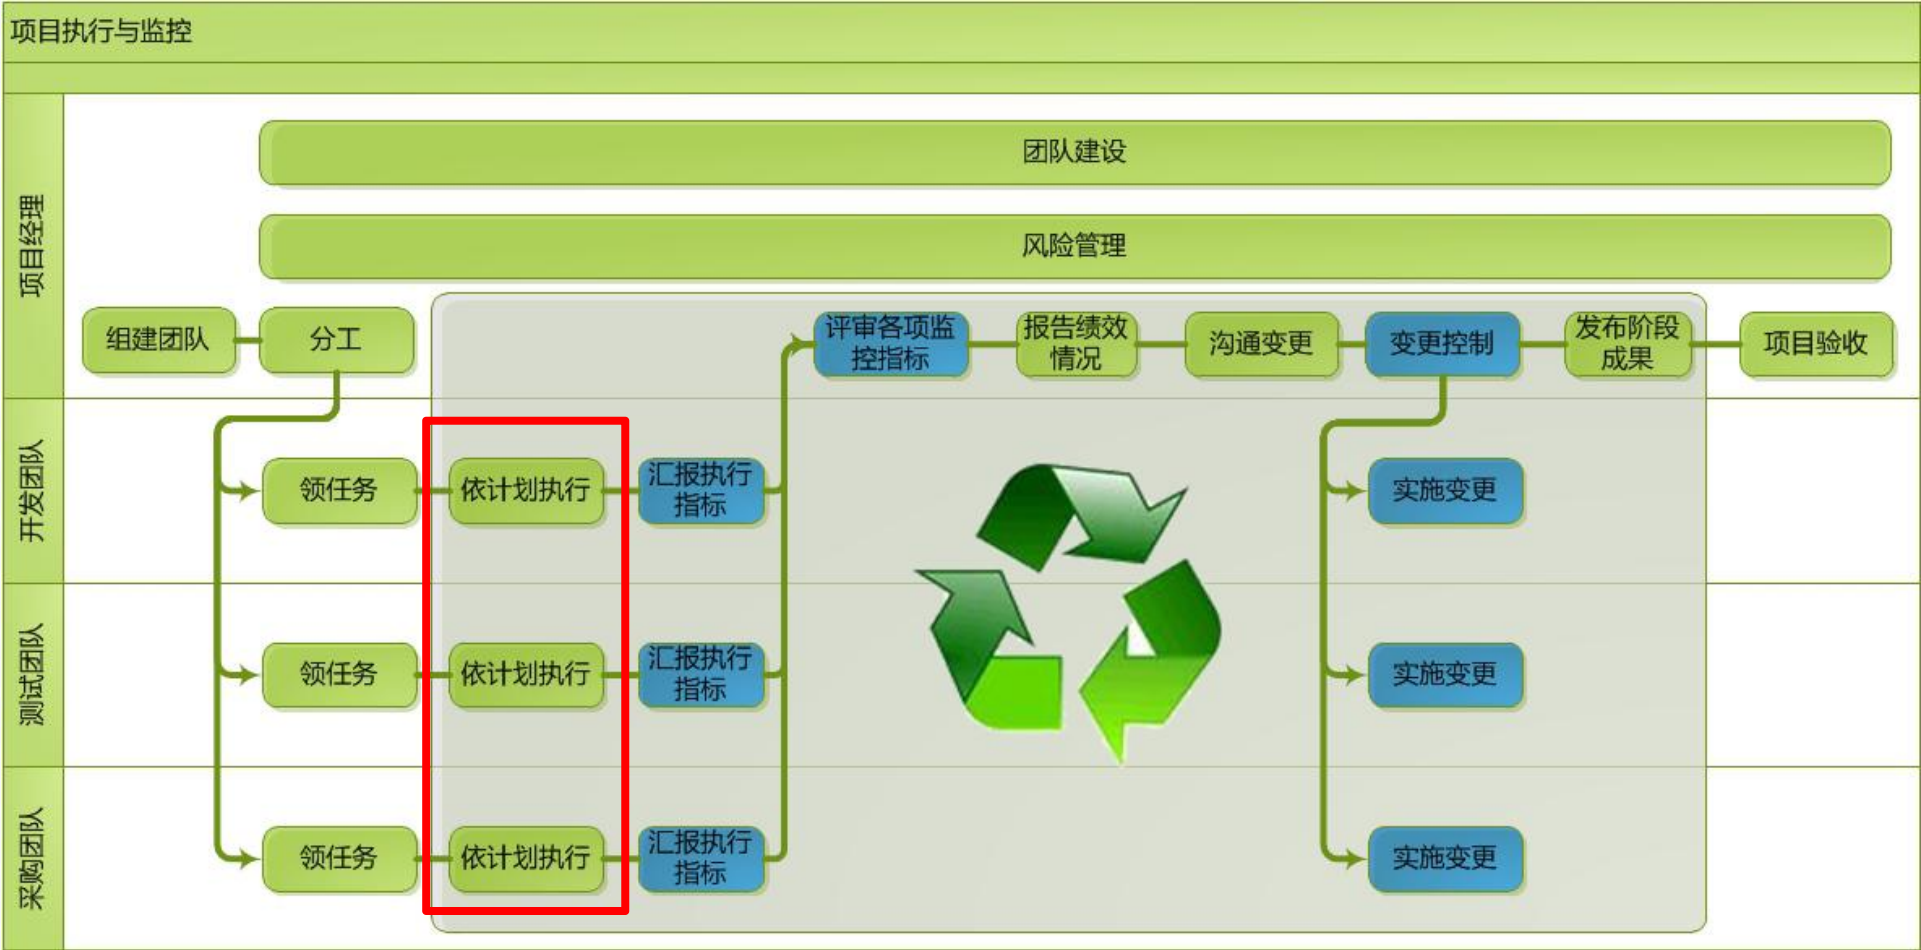 项目执行与监控
项目经理
团队建设
风险管理
组建团队
分工
评审各项监
控指标
报告绩效
情况
沟通变更
变更控制
发布阶段
成果
项目验收
开发团队
领任务
依计划执行
汇报执行
指标
实施变更
测试团队
领任务
依计划执行
汇报执行
指标
实施变更
采购团队
领任务
依计划执行
汇报执行
指标
实施变更